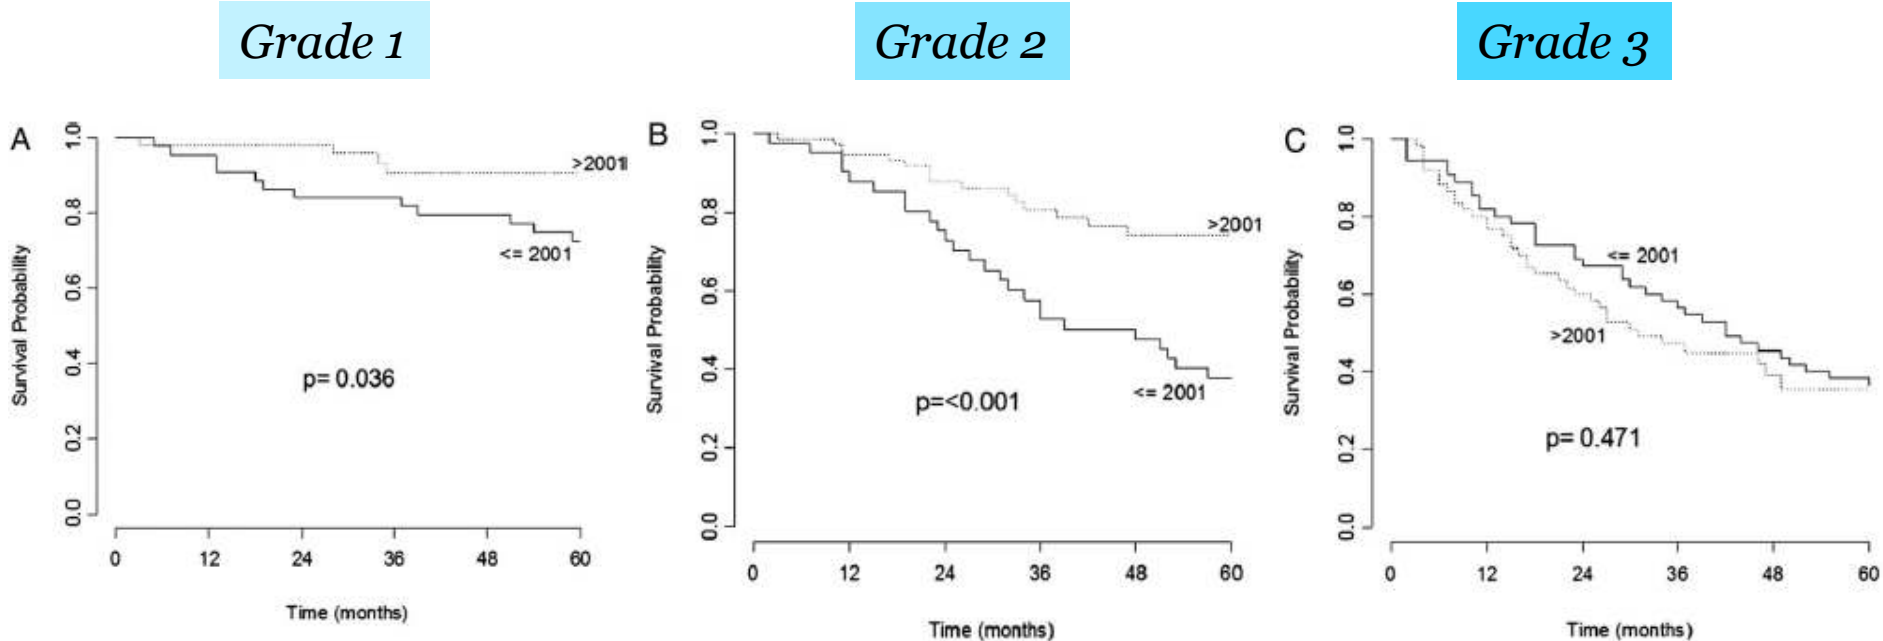 Grade 1
Grade 2
Grade 3
A
Survival Probability
0.0 0.2 0.4 0.6 0.8 1.0
>2001
<= 2001
p= 0.036
0 12 24 36 48 60
Time (months)
B
Survival Probability
0.0 0.2 0.4 0.6 0.8 1.0
>2001
<= 2001
p=<0.001
0 12 24 36 48 60
Time (months)
C
Survival Probability
0.0 0.2 0.4 0.6 0.8 1.0
<= 2001
>2001
p= 0.471
0 12 24 36 48 60
Time (months)